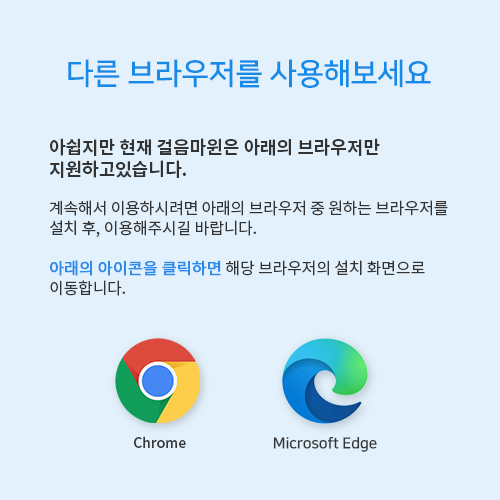 다른 브라우저를 사용해보세요
아쉽지만 현재 걸음마윈은 아래의 브라우저만
지원하고있습니다.
계속해서 이용하시려면 아래의 브라우저 중 원하는 브라우저를
설치 후, 이용해주시길 바랍니다.
아래의 아이콘을 클릭하면 해당 브라우저의 설치 화면으로
이동합니다.
Chrome
Microsoft Edge